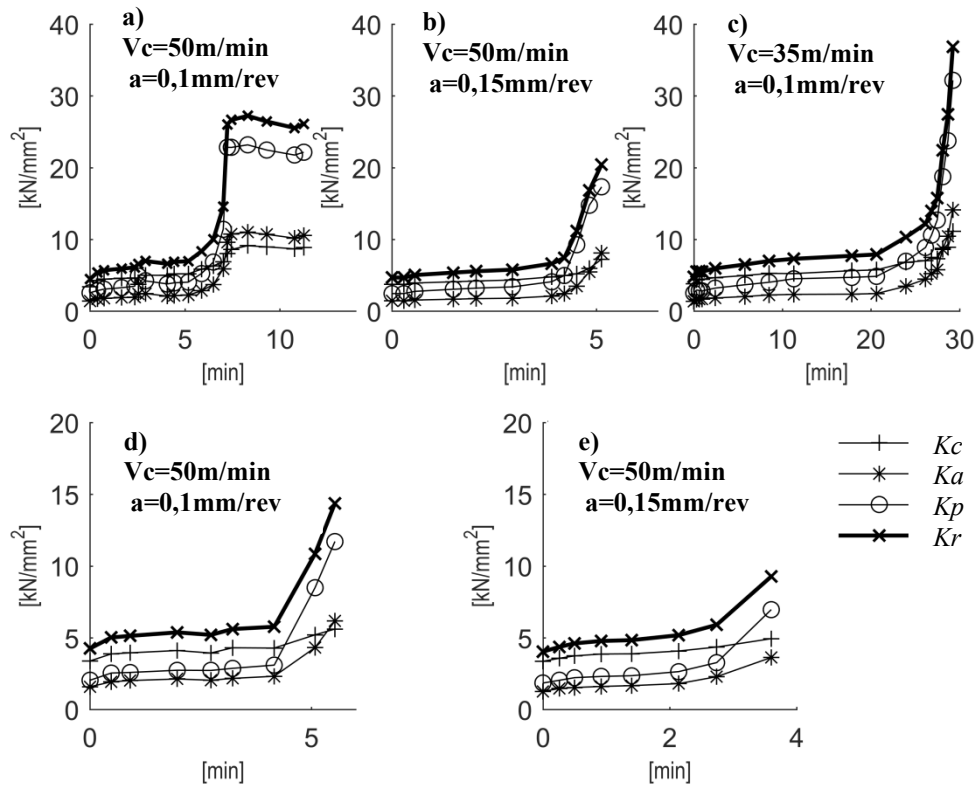 a)
Vc=50m/min
a=0,1mm/rev
[kN/mm²]
40
30
20
10
0
0
5
10
[min]
b)
Vc=50m/min
a=0,15mm/rev
[kN/mm²]
40
30
20
10
0
0
5
[min]
c)
Vc=35m/min
a=0,1mm/rev
[kN/mm²]
40
30
20
10
0
0
10
20
30
[min]
d)
Vc=50m/min
a=0,1mm/rev
[kN/mm²]
20
15
10
5
0
0
5
[min]
e)
Vc=50m/min
a=0,15mm/rev
[kN/mm²]
20
15
10
5
0
0
2
4
[min]
Kc
Ka
Kp
Kr